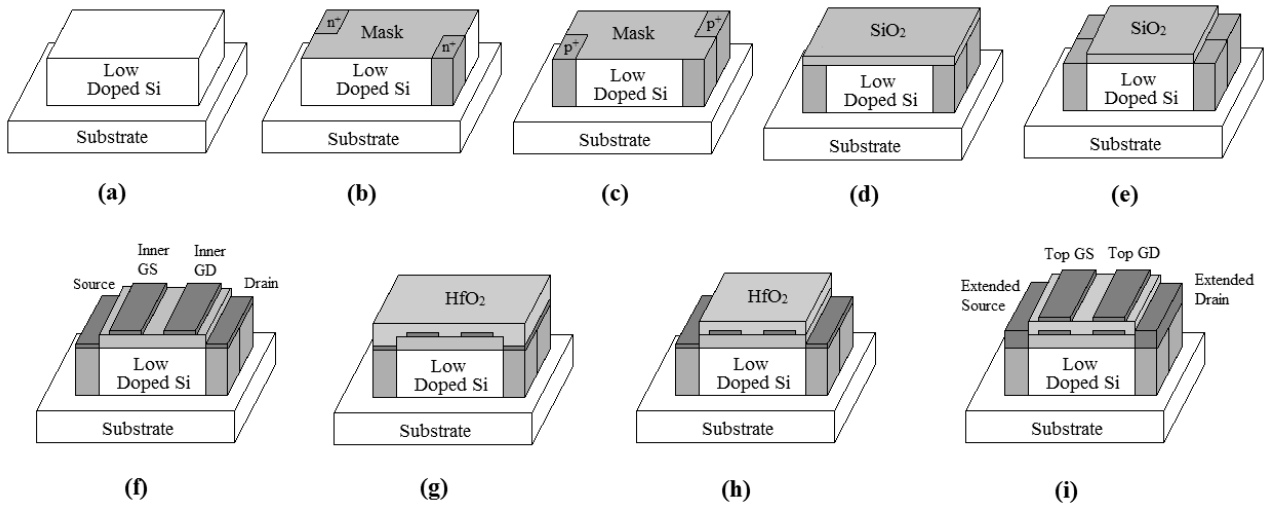 n⁺
Mask
n⁺
Low
Doped Si
Substrate
(a)
Low
Doped Si
Substrate
(b)
p⁺
Mask
p⁺
Low
Doped Si
Substrate
(c)
SiO₂
Low
Doped Si
Substrate
(d)
SiO₂
Low
Doped Si
Substrate
(e)
Source
Inner
GS
Inner
GD
Drain
Low
Doped Si
Substrate
(f)
HfO₂
Low
Doped Si
Substrate
(g)
HfO₂
Low
Doped Si
Substrate
(h)
Extended
Source
Top GS
Top GD
Extended
Drain
Low
Doped Si
Substrate
(i)